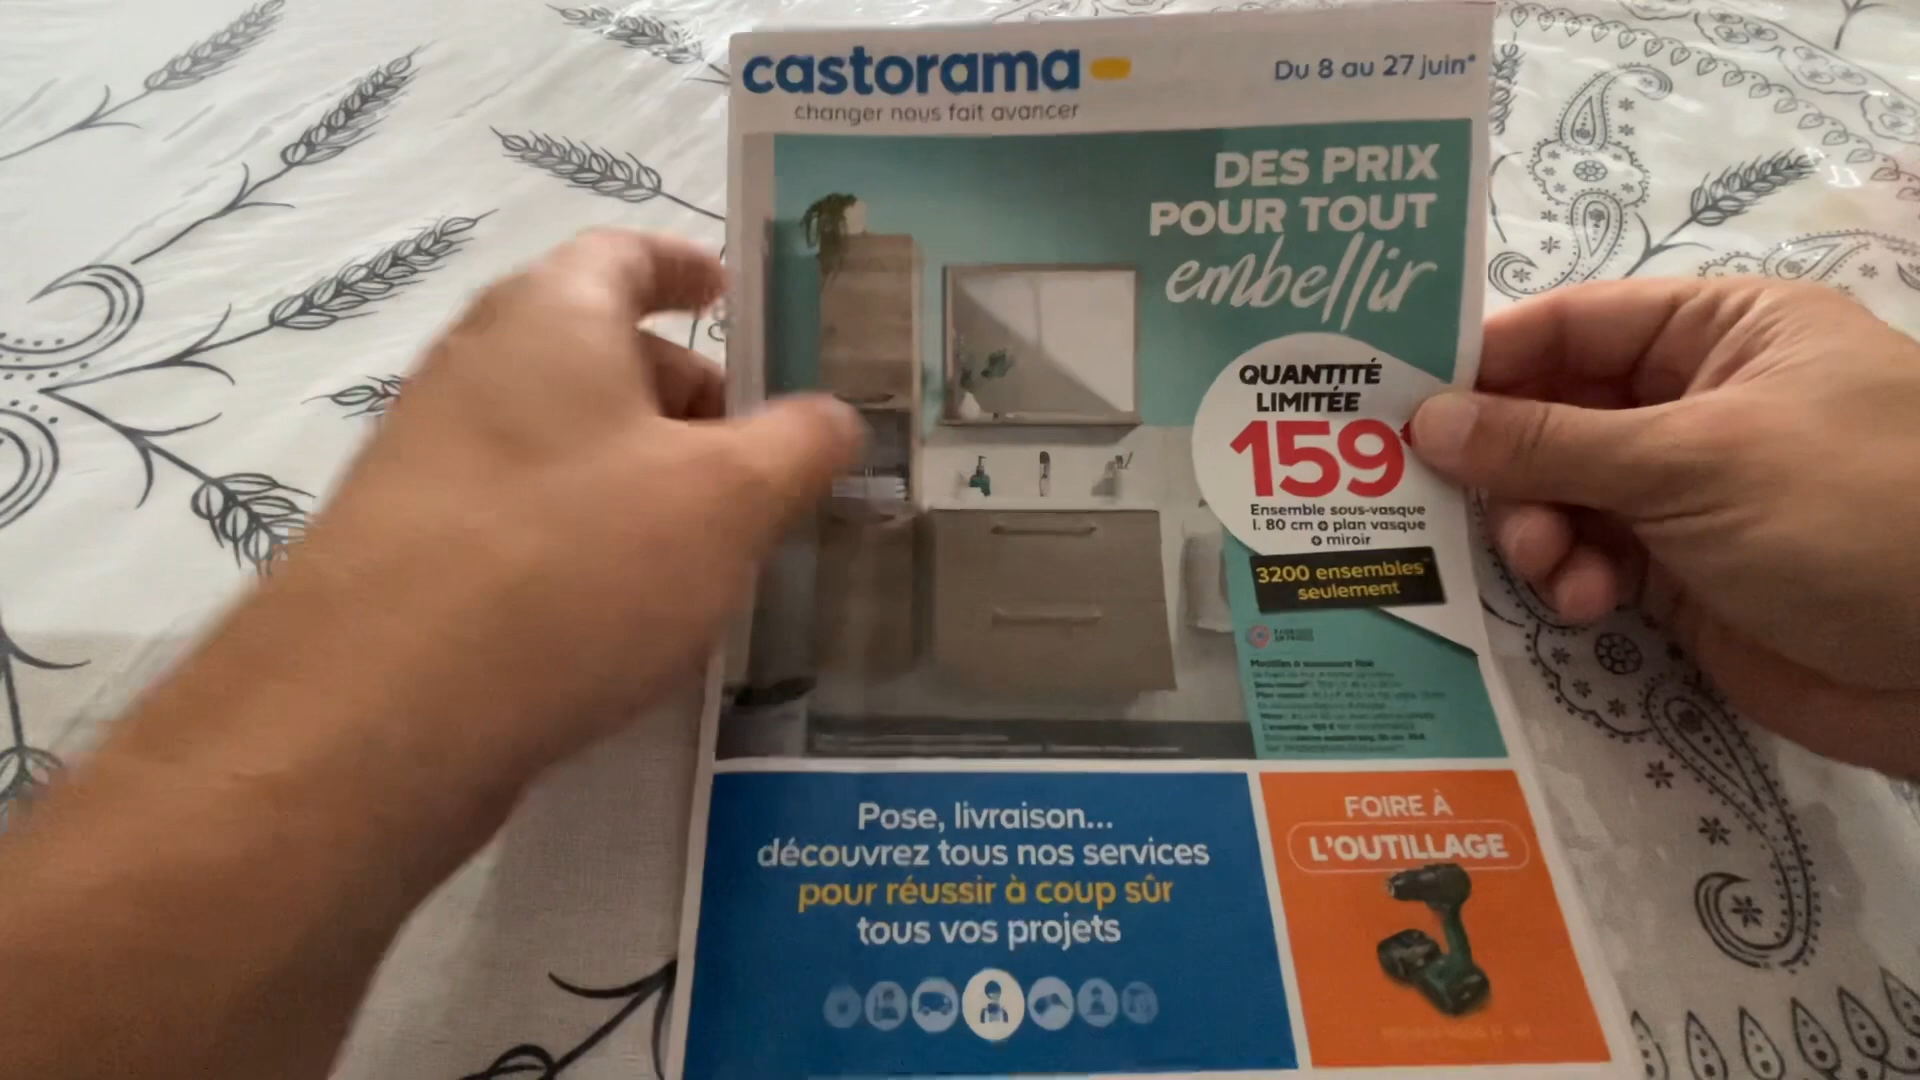 castorama
changer nous fait avancer
Du 8 au 27 juin*
DES PRIX
POUR TOUT
embellir
QUANTITÉ
LIMITÉE
159€
Ensemble sous-vasque
l. 80 cm + plan vasque
+ miroir
3200 ensembles*
seulement
Pose, livraison...
découvrez tous nos services
pour réussir à coup sûr
tous vos projets
FOIRE À
L'OUTILLAGE